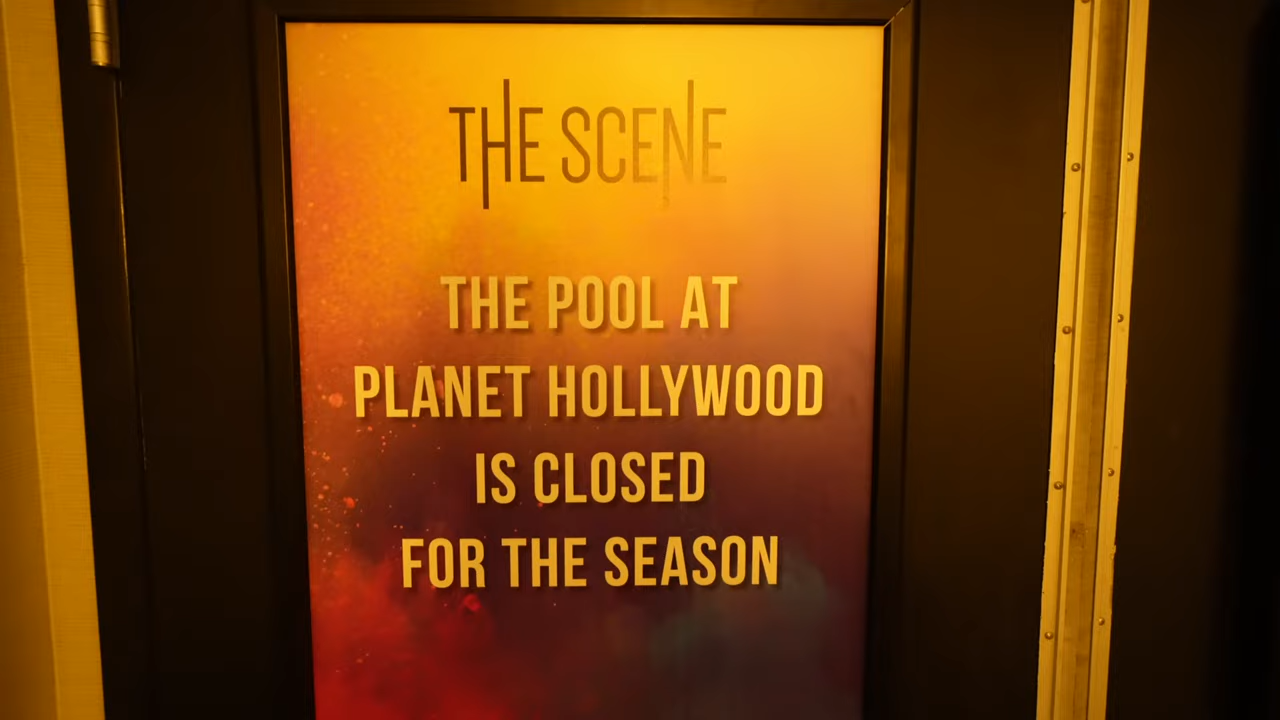 THE SCENE
THE POOL AT
PLANET HOLLYWOOD
IS CLOSED
FOR THE SEASON